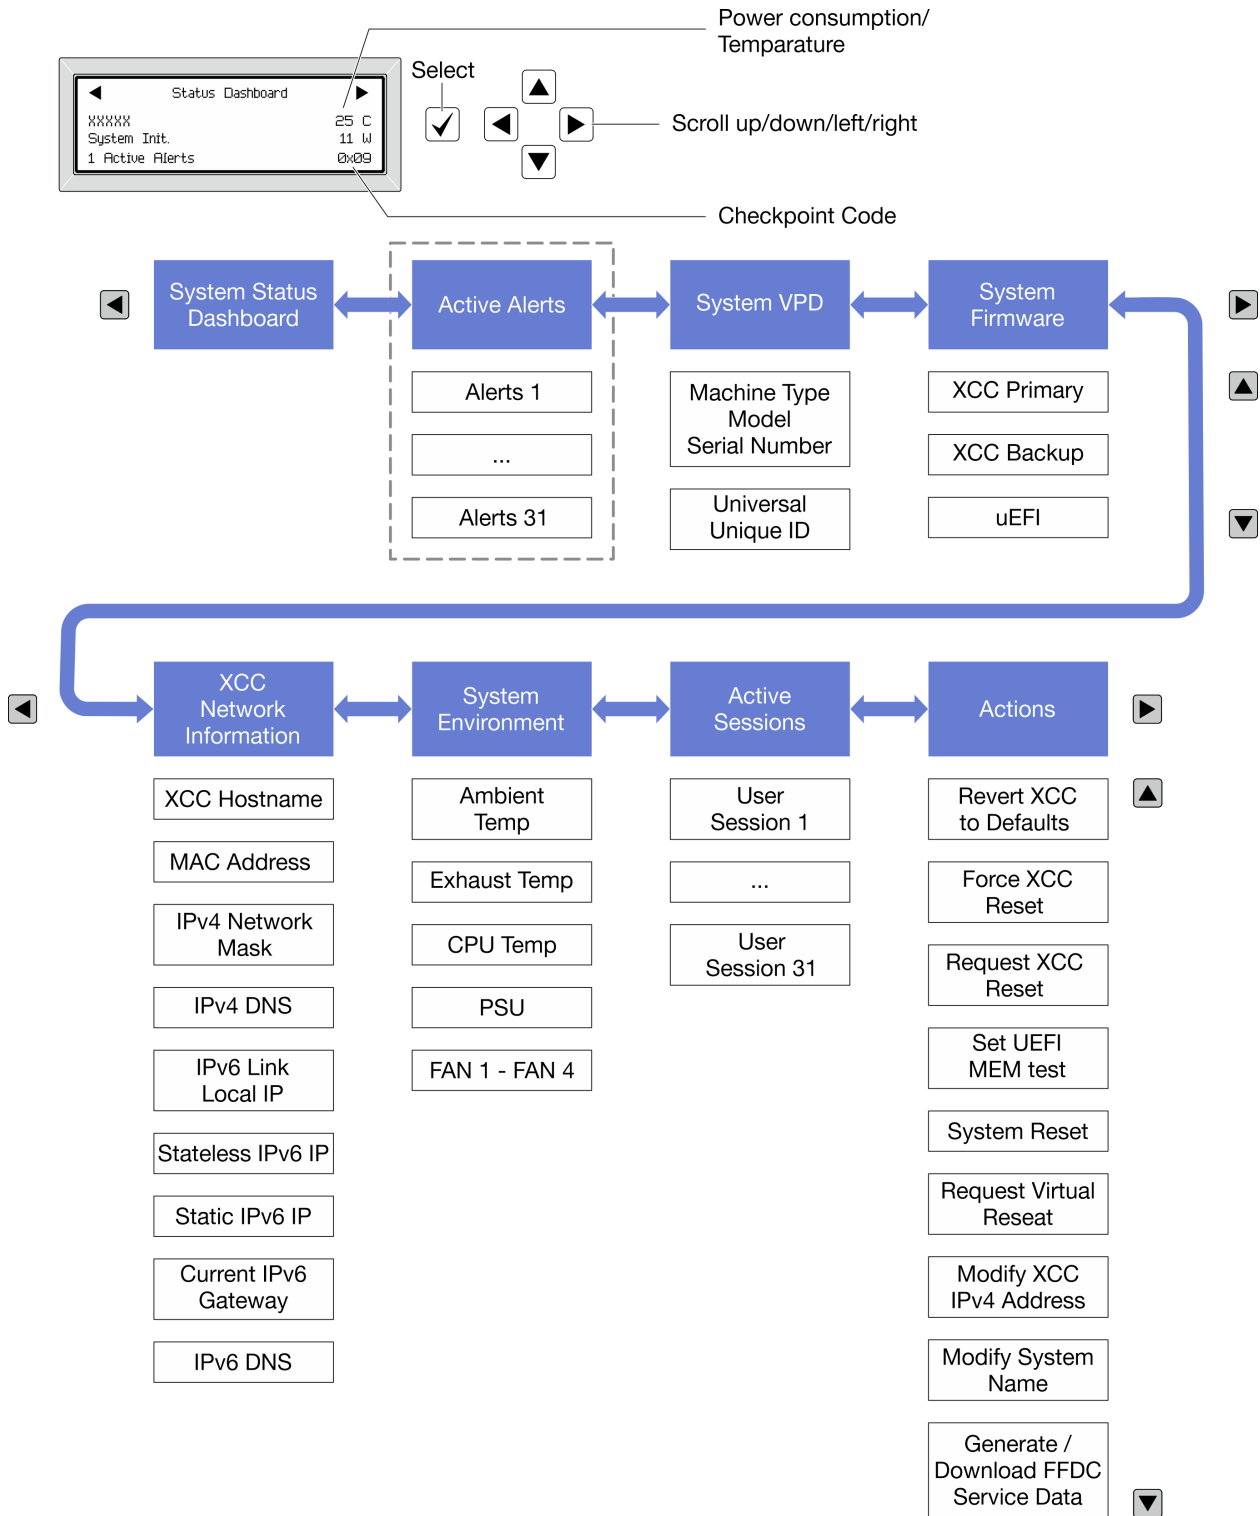 Power consumption/
Temparature
Select
Status Dashboard
XXXXX 25 C
System Init. 11 W
1 Active Alerts 0x09
Scroll up/down/left/right
Checkpoint Code
System Status
Dashboard
Active Alerts
System VPD
System
Firmware
Alerts 1
...
Alerts 31
Machine Type
Model
Serial Number
Universal
Unique ID
XCC Primary
XCC Backup
uEFI
XCC
Network
Information
System
Environment
Active
Sessions
Actions
XCC Hostname
MAC Address
IPv4 Network
Mask
IPv4 DNS
IPv6 Link
Local IP
Stateless IPv6 IP
Static IPv6 IP
Current IPv6
Gateway
IPv6 DNS
Ambient
Temp
Exhaust Temp
CPU Temp
PSU
FAN 1 - FAN 4
User
Session 1
...
User
Session 31
Revert XCC
to Defaults
Force XCC
Reset
Request XCC
Reset
Set UEFI
MEM test
System Reset
Request Virtual
Reseat
Modify XCC
IPv4 Address
Modify System
Name
Generate /
Download FFDC
Service Data